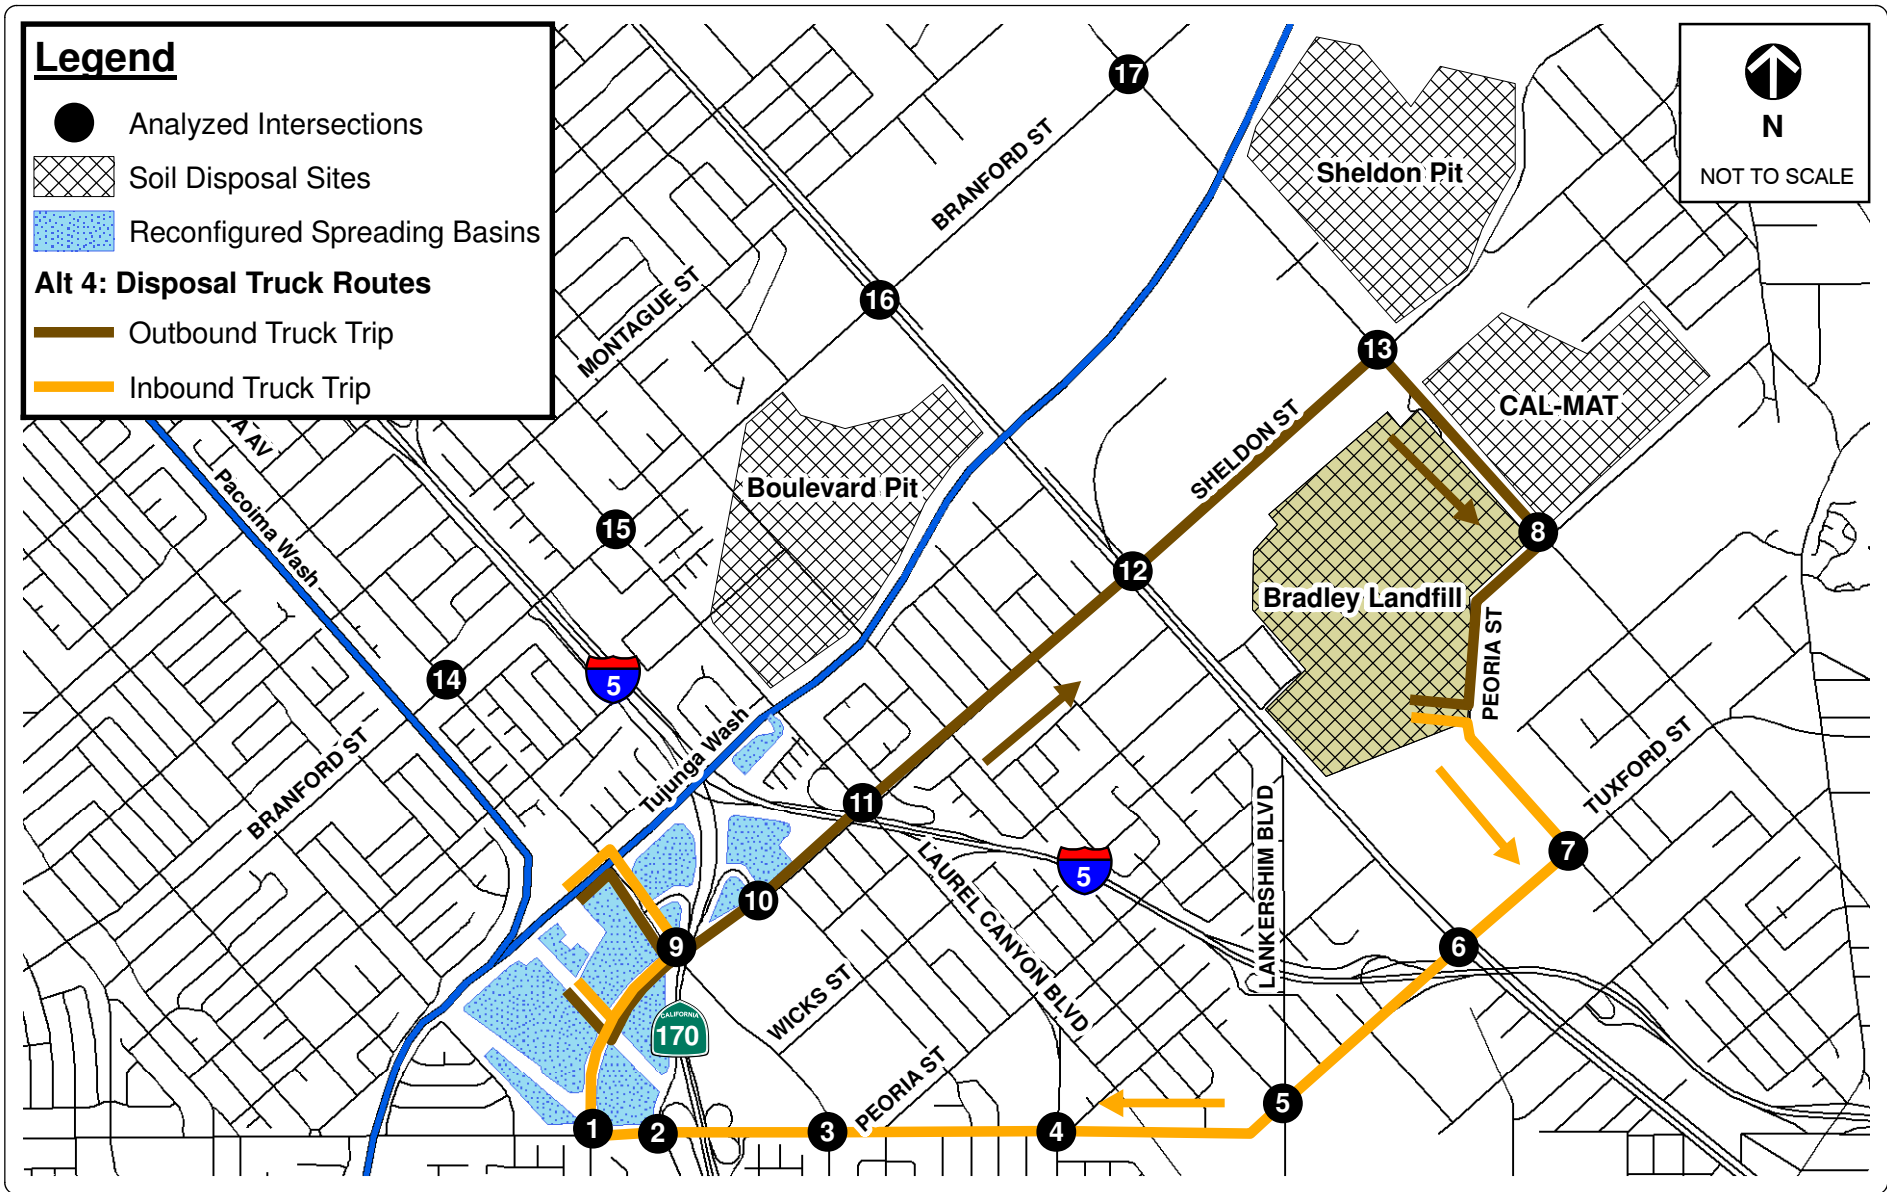 Legend
Analyzed Intersections
Soil Disposal Sites
Reconfigured Spreading Basins
Alt 4: Disposal Truck Routes
Outbound Truck Trip
Inbound Truck Trip
N
NOT TO SCALE
17
BRANFORD ST
Sheldon Pit
16
MONTAGUE ST
13
CAL-MAT
SHELDON ST
A AV
Pacoima Wash
Boulevard Pit
15
8
12
Bradley Landfill
PEORIA ST
14
5
Tujunga Wash
BRANFORD ST
TUXFORD ST
11
LANKERSHIM BLVD
7
5
LAUREL CANYON BLVD
10
9
6
WICKS ST
CALIFORNIA
170
PEORIA ST
5
1
2
3
4